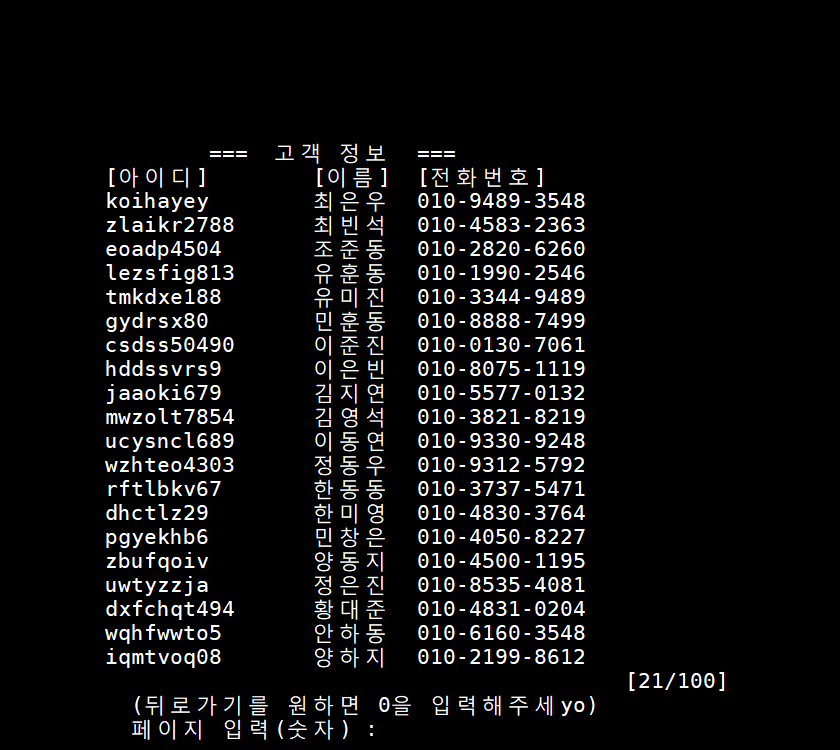 === 고객 정보 ===
[아이디] [이름] [전화번호]
koihayey 최은우 010-9489-3548
zlaikr2788 최빈석 010-4583-2363
eoadp4504 조준동 010-2820-6260
lezsfig813 유훈동 010-1990-2546
tmkdxe188 유미진 010-3344-9489
gydrsx80 민훈동 010-8888-7499
csdss50490 이준진 010-0130-7061
hddssvrs9 이은빈 010-8075-1119
jaaoki679 김지연 010-5577-0132
mwzolt7854 김영석 010-3821-8219
ucysncl689 이동연 010-9330-9248
wzhteo4303 정동우 010-9312-5792
rftlbkv67 한동동 010-3737-5471
dhctlz29 한미영 010-4830-3764
pgyekhb6 민창은 010-4050-8227
zbufqoiv 양동지 010-4500-1195
uwtyzzja 정은진 010-8535-4081
dxfchqt494 황대준 010-4831-0204
wqhfwwto5 안하동 010-6160-3548
iqmtvoq08 양하지 010-2199-8612
[21/100]
(뒤로가기를 원하면 0을 입력해주세yo)
페이지 입력(숫자) :